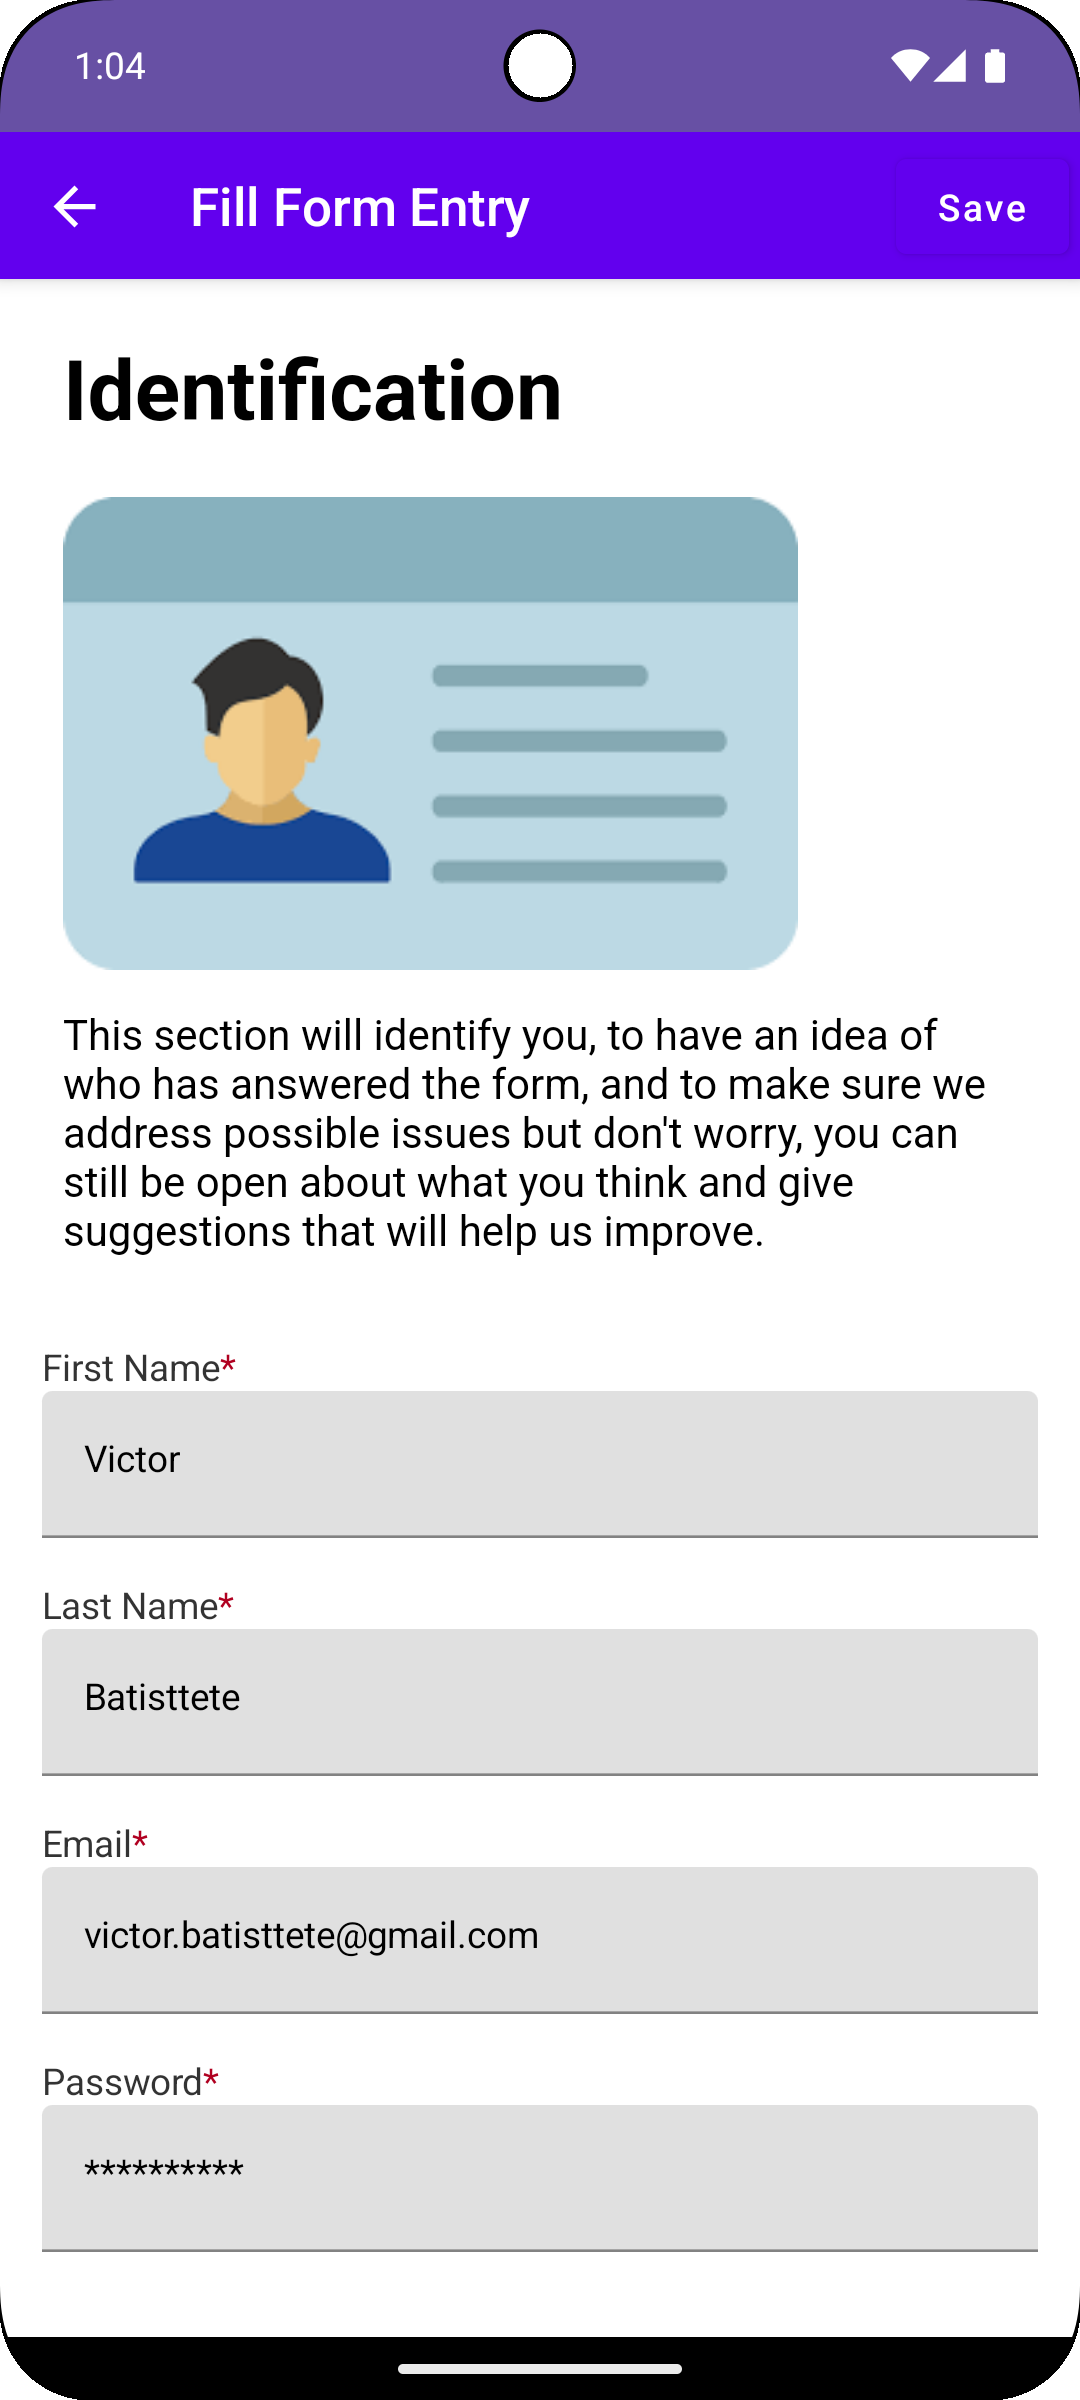 1:04
Fill Form Entry
Save
Identification
This section will identify you, to have an idea of
who has answered the form, and to make sure we
address possible issues but don't worry, you can
still be open about what you think and give
suggestions that will help us improve.
First Name*
Victor
Last Name*
Batisttete
Email*
victor.batisttete@gmail.com
Password*
**********